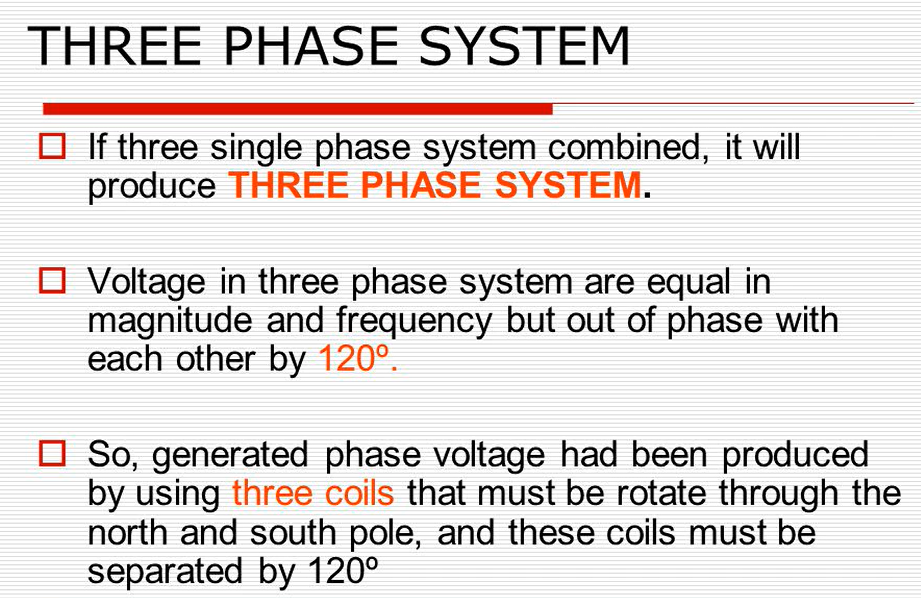 THREE PHASE SYSTEM
If three single phase system combined, it will
produce THREE PHASE SYSTEM.
Voltage in three phase system are equal in
magnitude and frequency but out of phase with
each other by 120º.
So, generated phase voltage had been produced
by using three coils that must be rotate through the
north and south pole, and these coils must be
separated by 120º